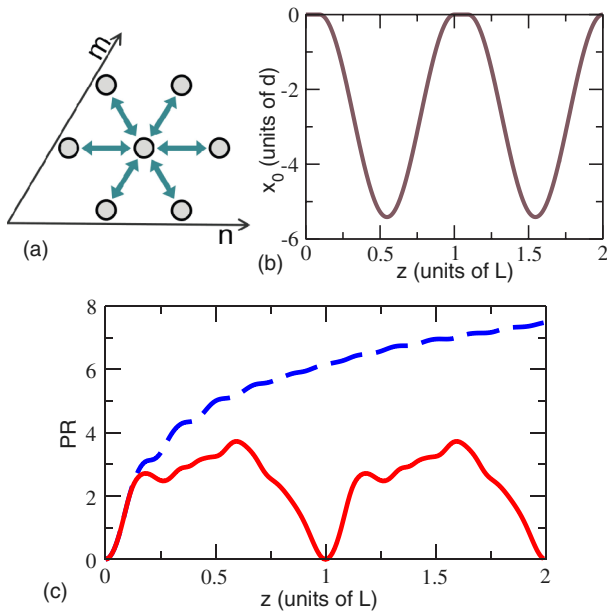 m
n
(a)
0
-2
-4
-6
x0 (units of d)
0 0.5 1 1.5 2
z (units of L)
(b)
8
6
4
2
0
PR
0 0.5 1 1.5 2
z (units of L)
(c)